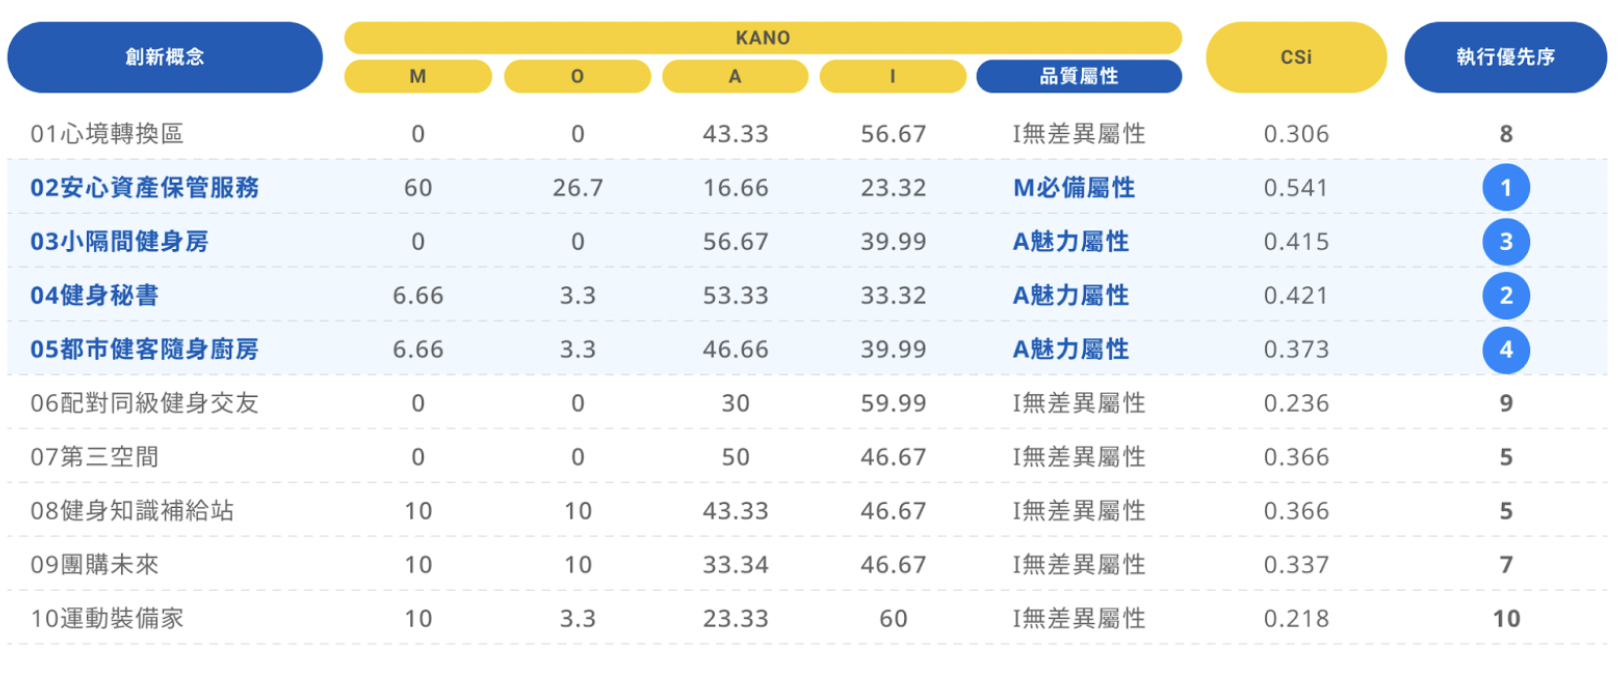 創新概念 KANO CSi 執行優先序
M O A I 品質屬性
01心境轉換區 0 0 43.33 56.67 I無差異屬性 0.306 8
02安心資產保管服務 60 26.7 16.66 23.32 M必備屬性 0.541 1
03小隔間健身房 0 0 56.67 39.99 A魅力屬性 0.415 3
04健身秘書 6.66 3.3 53.33 33.32 A魅力屬性 0.421 2
05都市健客隨身廚房 6.66 3.3 46.66 39.99 A魅力屬性 0.373 4
06配對同級健身交友 0 0 30 59.99 I無差異屬性 0.236 9
07第三空間 0 0 50 46.67 I無差異屬性 0.366 5
08健身知識補給站 10 10 43.33 46.67 I無差異屬性 0.366 5
09團購未來 10 10 33.34 46.67 I無差異屬性 0.337 7
10運動裝備家 10 3.3 23.33 60 I無差異屬性 0.218 10